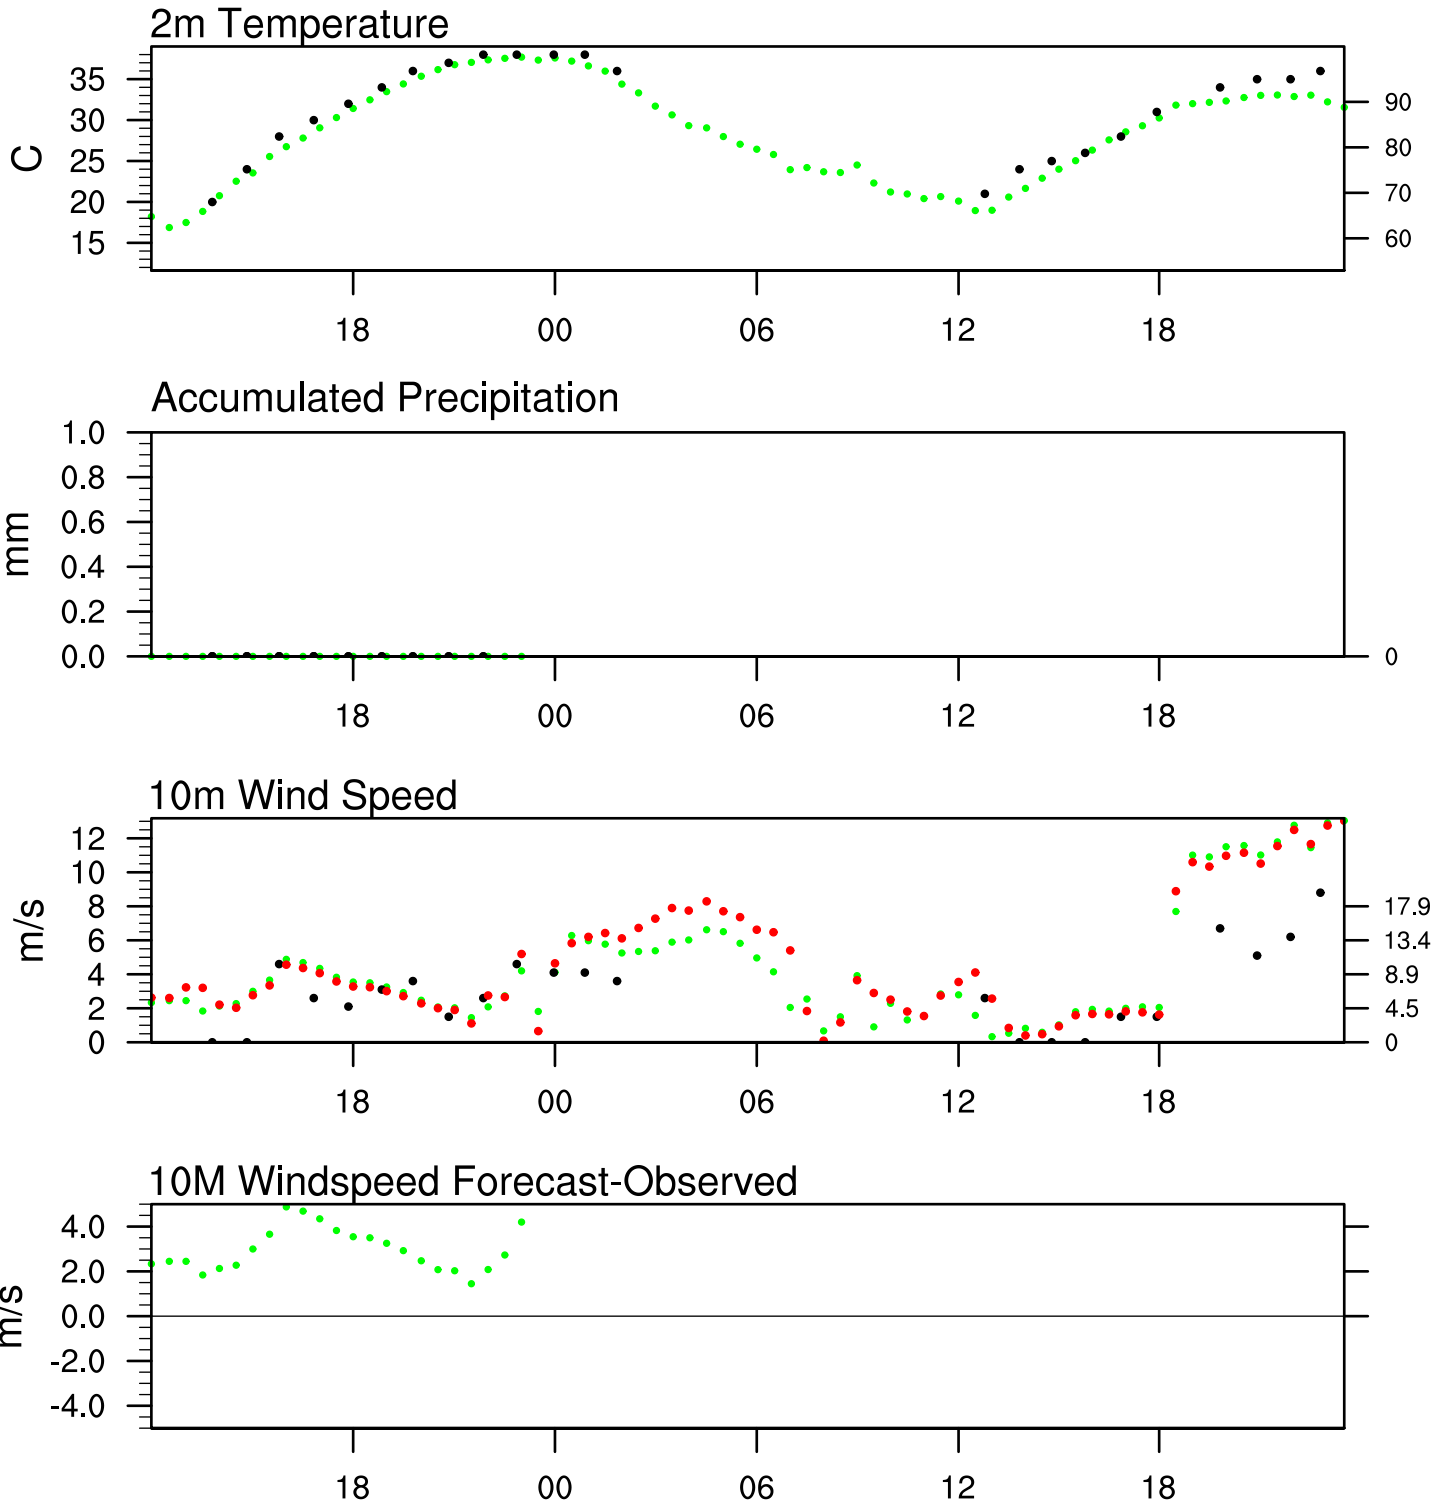 2m Temperature
C
35
30
25
20
15
90
80
70
60
18 00 06 12 18
Accumulated Precipitation
mm
1.0
0.8
0.6
0.4
0.2
0.0
0
18 00 06 12 18
10m Wind Speed
m/s
12
10
8
6
4
2
0
17.9
13.4
8.9
4.5
0
18 00 06 12 18
10M Windspeed Forecast-Observed
m/s
4.0
2.0
0.0
-2.0
-4.0
18 00 06 12 18